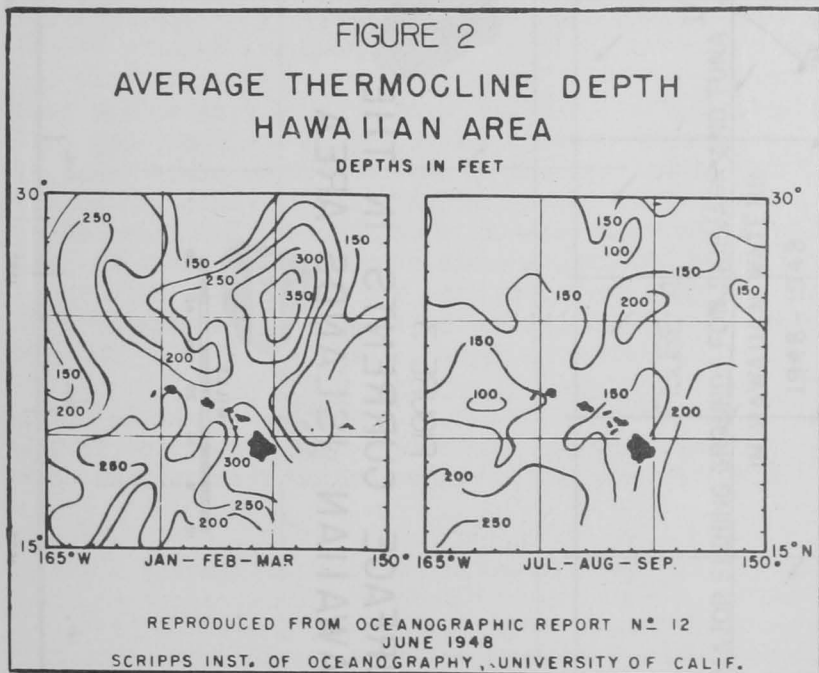 FIGURE 2
AVERAGE THERMOCLINE DEPTH
HAWAIIAN AREA
DEPTHS IN FEET
30° 30°
250 250 150 250 300 150 350 200 150 200 250 300 250 200
150 100 150 150 200 150 150 100 150 200 200 250
15° 15°N
165°W JAN-FEB-MAR 150° 165°W JUL.-AUG-SEP. 150°
REPRODUCED FROM OCEANOGRAPHIC REPORT Nº 12
JUNE 1948
SCRIPPS INST. OF OCEANOGRAPHY, UNIVERSITY OF CALIF.